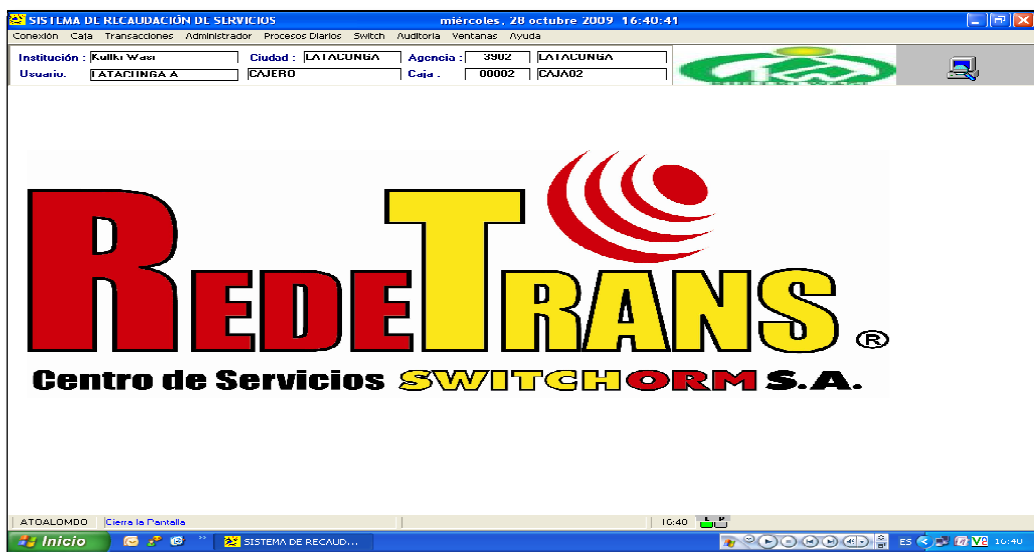 SISTEMA DE RECAUDACIÓN DE SERVICIOS miércoles, 28 octubre 2009 16:40:41
Conexión Caja Transacciones Administrador Procesos Diarios Switch Auditoria Ventanas Ayuda
Institución : Kullki Wasi Ciudad : LATACUNGA Agencia : 3902 LATACUNGA
Usuario. LATACUNGA A CAJERO Caja . 00002 CAJA02
REDETRANS ®
Centro de Servicios SWITCHORM S.A.
ATOALOMDO Cierra la Pantalla 16:40
Inicio SISTEMA DE RECAUD... ES 16:40